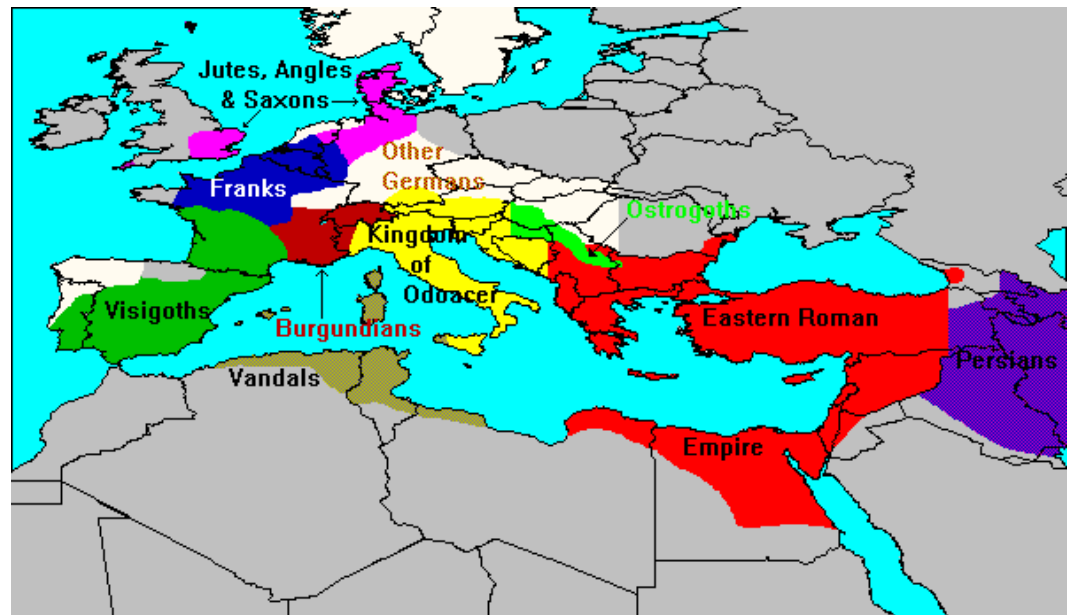 Jutes, Angles
& Saxons
Other
Germans
Franks
Ostrogoths
Kingdom
of
Odoacer
Visigoths
Burgundians
Eastern Roman
Persians
Vandals
Empire